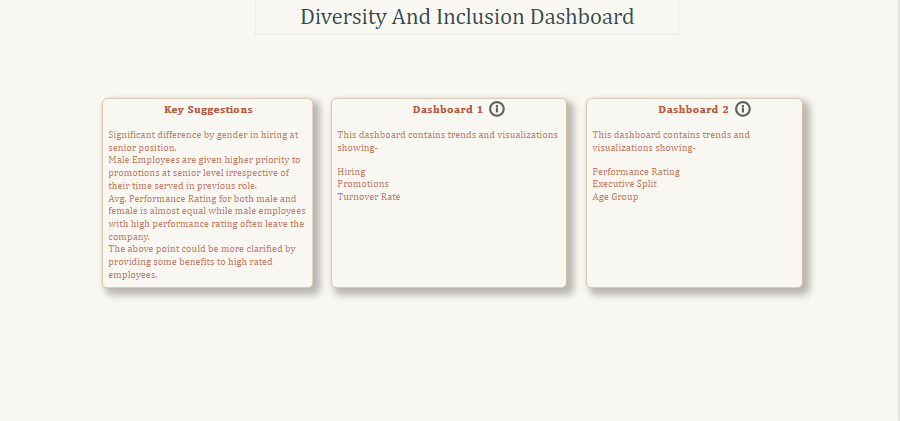 Diversity And Inclusion Dashboard
Key Suggestions
Significant difference by gender in hiring at
senior position.
Male Employees are given higher priority to
promotions at senior level irrespective of
their time served in previous role.
Avg. Performance Rating for both male and
female is almost equal while male employees
with high performance rating often leave the
company.
The above point could be more clarified by
providing some benefits to high rated
employees.
Dashboard 1
This dashboard contains trends and visualizations
showing-
Hiring
Promotions
Turnover Rate
Dashboard 2
This dashboard contains trends and
visualizations showing-
Performance Rating
Executive Split
Age Group